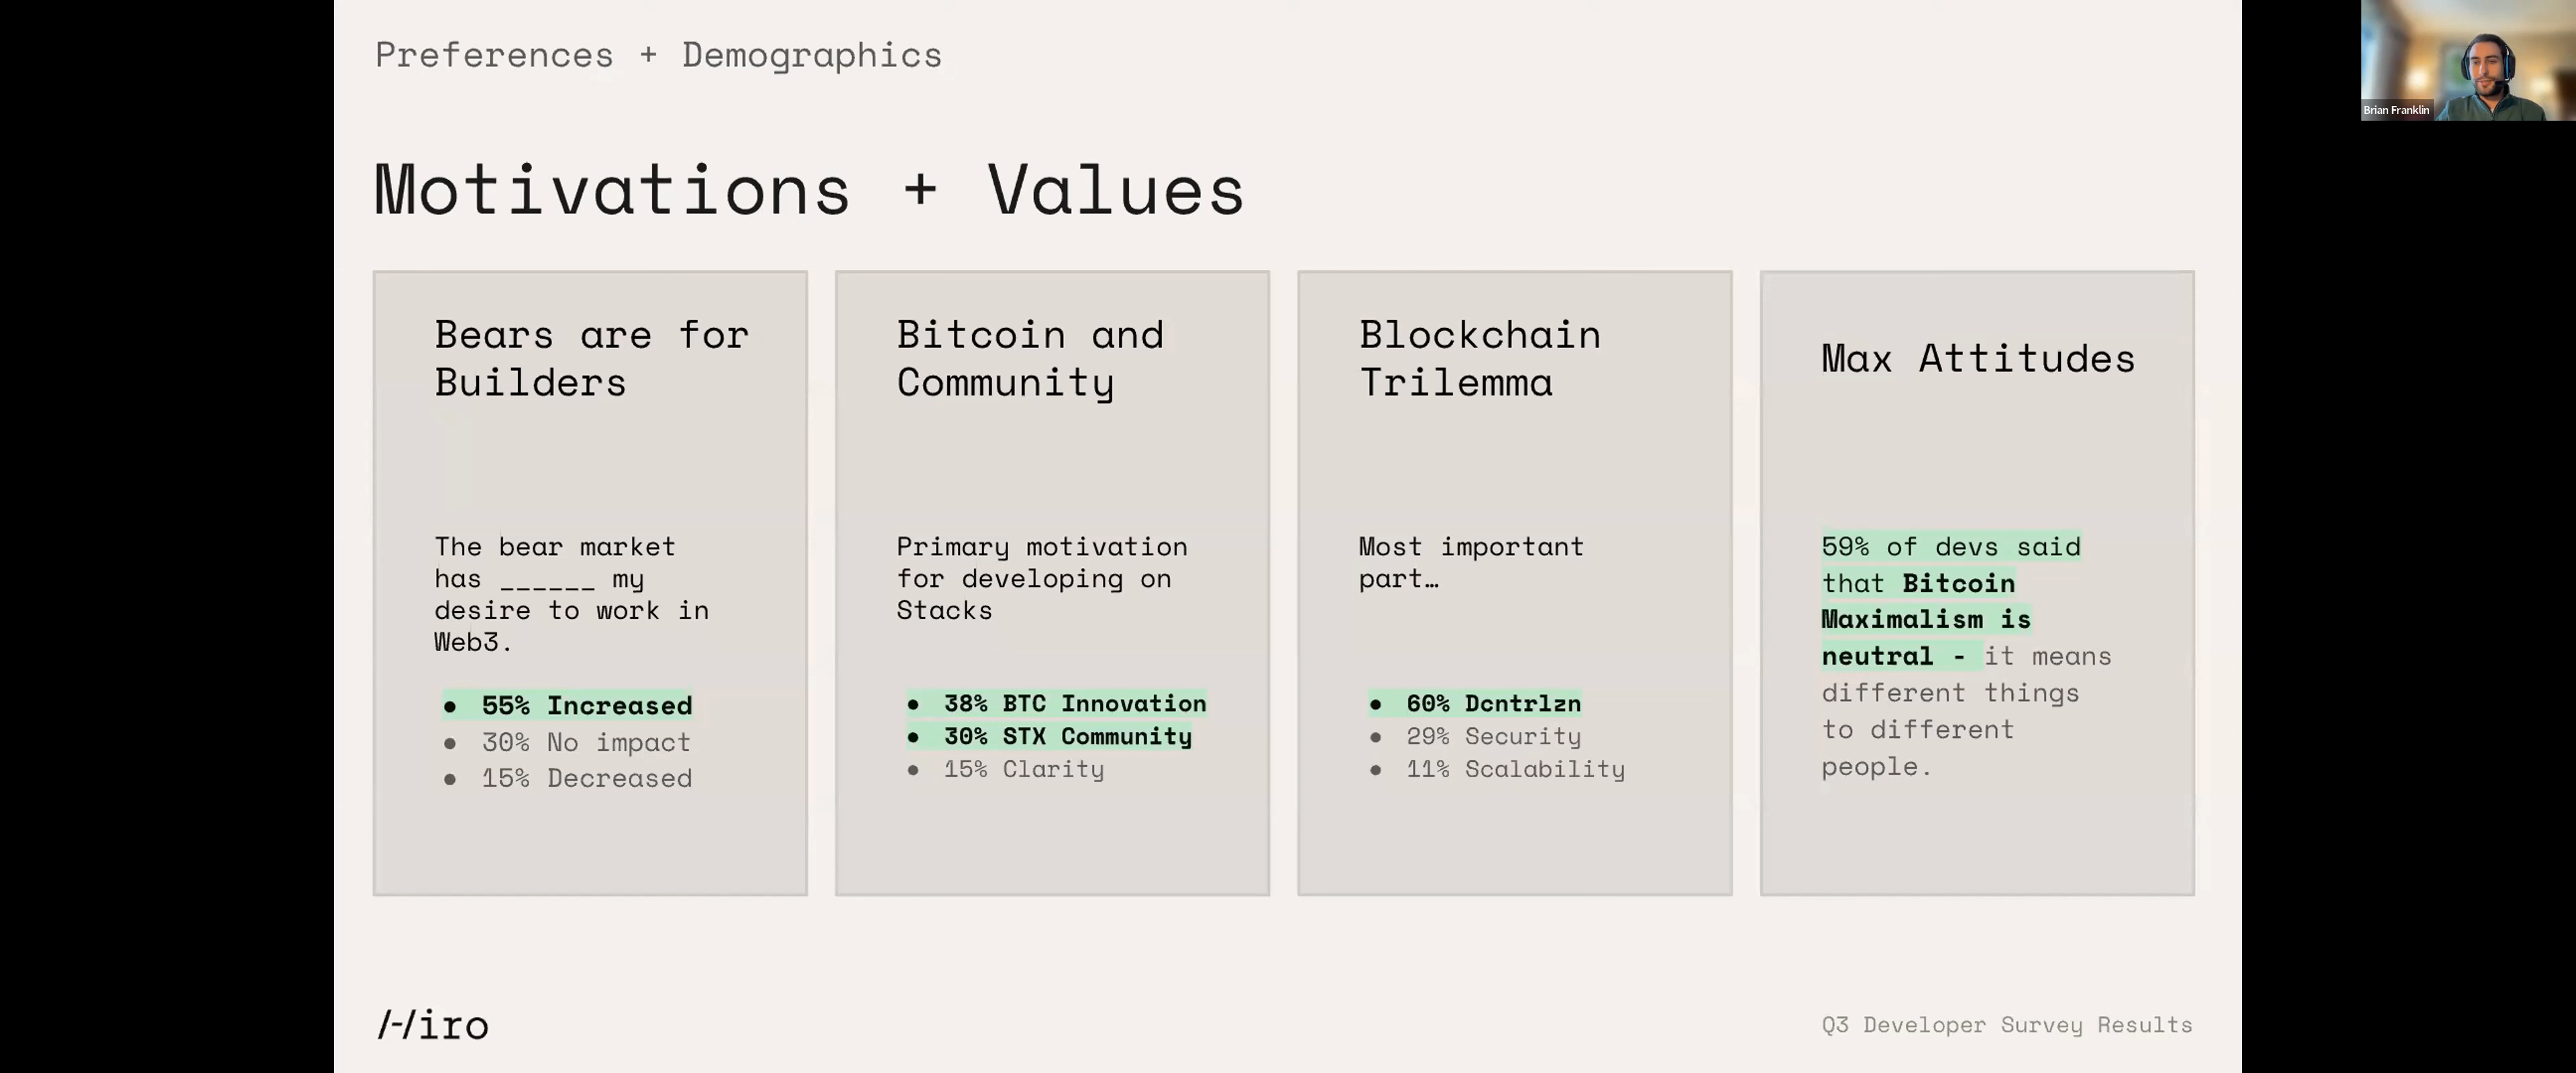 Preferences + Demographics
Brian Franklin
Motivations + Values
Bears are for
Builders
The bear market
has ______ my
desire to work in
Web3.
● 55% Increased
● 30% No impact
● 15% Decreased
Bitcoin and
Community
Primary motivation
for developing on
Stacks
● 38% BTC Innovation
● 30% STX Community
● 15% Clarity
Blockchain
Trilemma
Most important
part…
● 60% Dcntrlzn
● 29% Security
● 11% Scalability
Max Attitudes
59% of devs said
that Bitcoin
Maximalism is
neutral - it means
different things
to different
people.
Hiro
Q3 Developer Survey Results